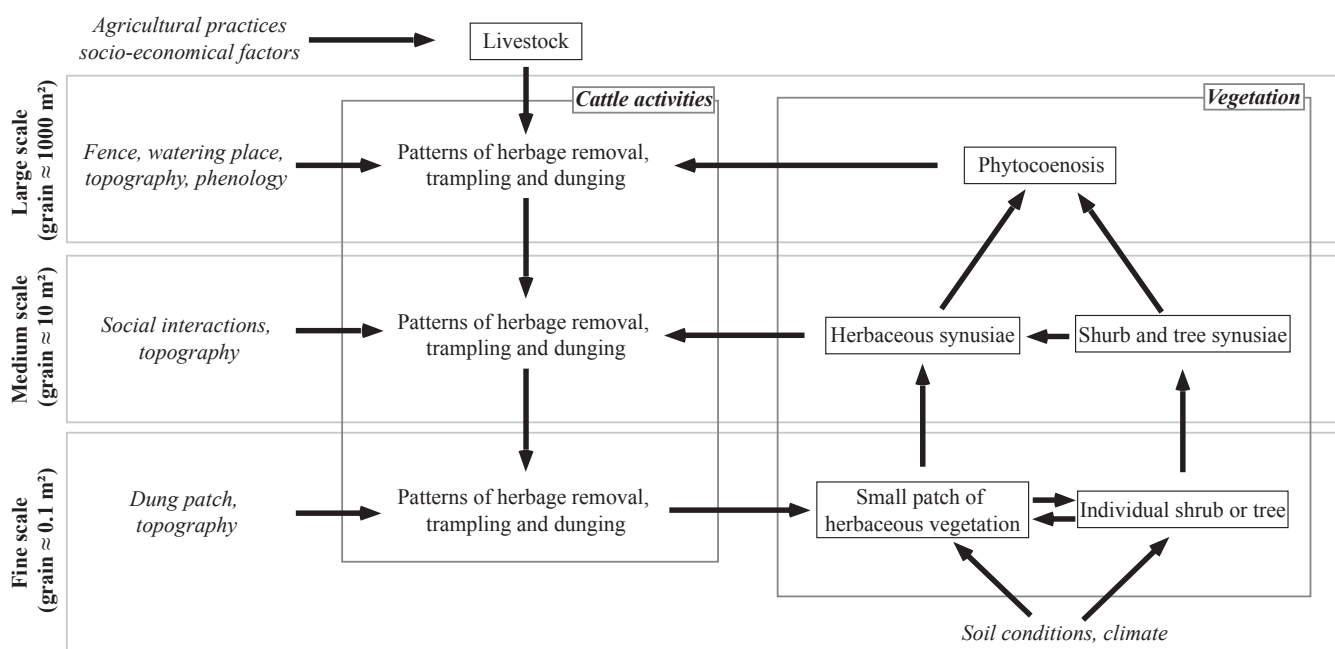 Agricultural practices
socio-economical factors
Livestock
Large scale
(grain ≈ 1000 m²)
Cattle activities
Vegetation
Fence, watering place,
topography, phenology
Patterns of herbage removal,
trampling and dunging
Phytocoenosis
Medium scale
(grain ≈ 10 m²)
Social interactions,
topography
Patterns of herbage removal,
trampling and dunging
Herbaceous synusiae
Shurb and tree synusiae
Fine scale
(grain ≈ 0.1 m²)
Dung patch,
topography
Patterns of herbage removal,
trampling and dunging
Small patch of
herbaceous vegetation
Individual shrub or tree
Soil conditions, climate